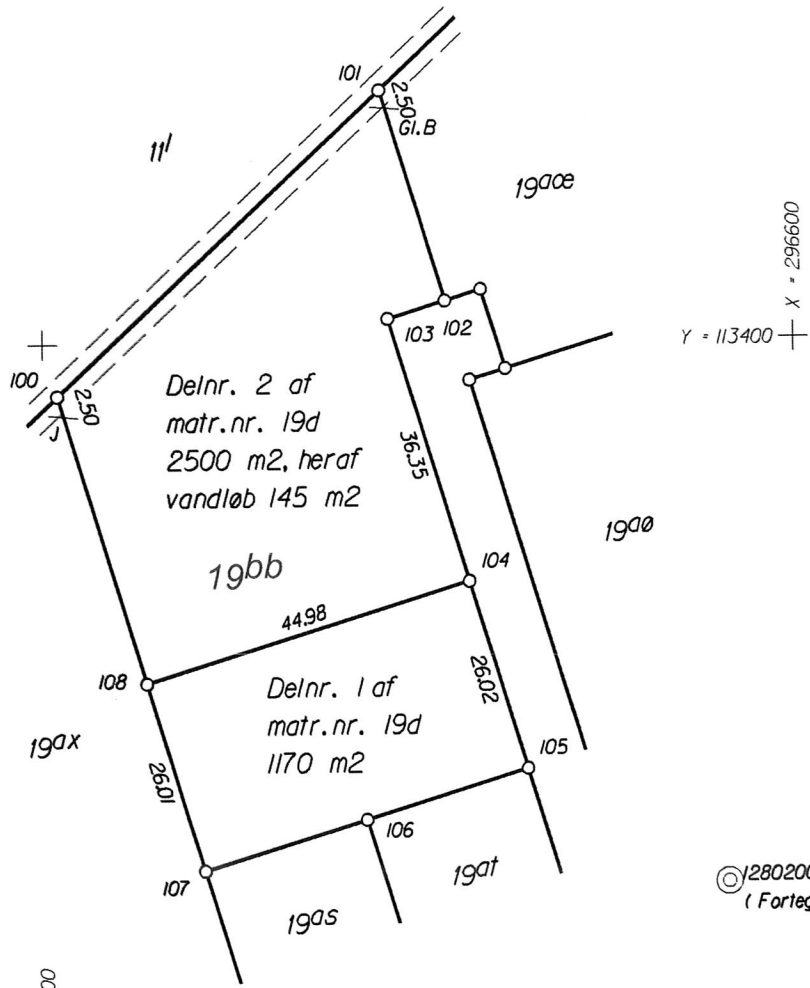 101
2.50
Gl.B
11l
19aœ
X = 296600
Y = 113400
103 102
100
2.50
J
Delnr. 2 af
matr.nr. 19d
2500 m2, heraf
vandløb 145 m2
36.35
19aø
19bb
104
44.98
108
Delnr. 1 af
matr.nr. 19d
1170 m2
26.02
19ax
26.01
105
106
107
19at
19as